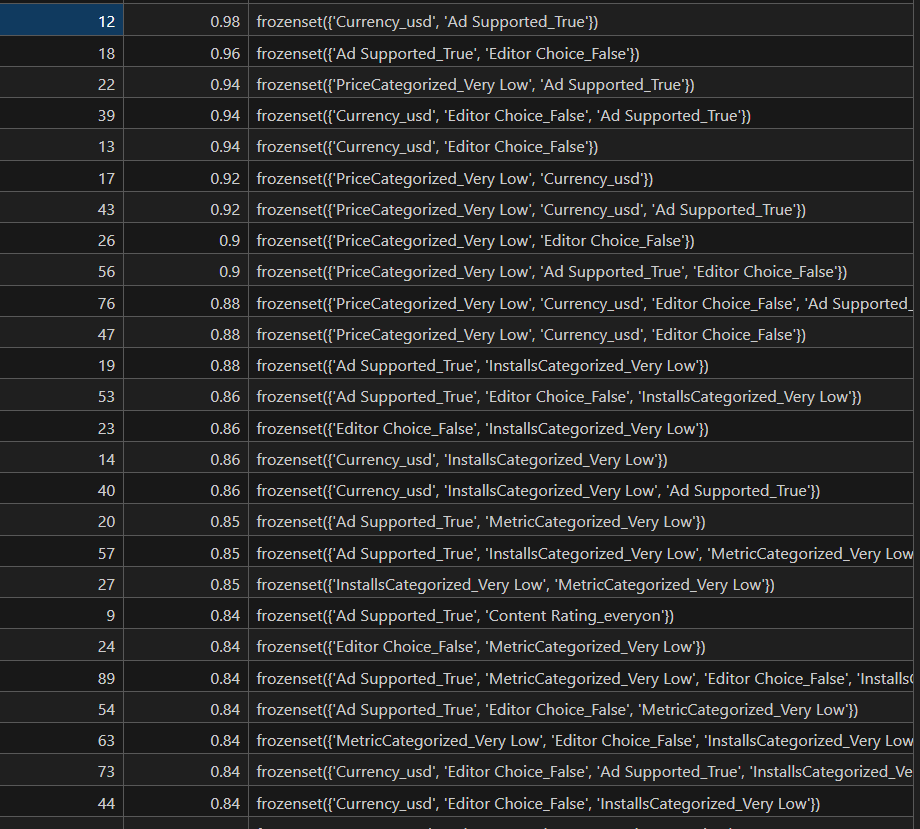 12 0.98 frozenset({'Currency_usd', 'Ad Supported_True'})
18 0.96 frozenset({'Ad Supported_True', 'Editor Choice_False'})
22 0.94 frozenset({'PriceCategorized_Very Low', 'Ad Supported_True'})
39 0.94 frozenset({'Currency_usd', 'Editor Choice_False', 'Ad Supported_True'})
13 0.94 frozenset({'Currency_usd', 'Editor Choice_False'})
17 0.92 frozenset({'PriceCategorized_Very Low', 'Currency_usd'})
43 0.92 frozenset({'PriceCategorized_Very Low', 'Currency_usd', 'Ad Supported_True'})
26 0.9 frozenset({'PriceCategorized_Very Low', 'Editor Choice_False'})
56 0.9 frozenset({'PriceCategorized_Very Low', 'Ad Supported_True', 'Editor Choice_False'})
76 0.88 frozenset({'PriceCategorized_Very Low', 'Currency_usd', 'Editor Choice_False', 'Ad Supported_
47 0.88 frozenset({'PriceCategorized_Very Low', 'Currency_usd', 'Editor Choice_False'})
19 0.88 frozenset({'Ad Supported_True', 'InstallsCategorized_Very Low'})
53 0.86 frozenset({'Ad Supported_True', 'Editor Choice_False', 'InstallsCategorized_Very Low'})
23 0.86 frozenset({'Editor Choice_False', 'InstallsCategorized_Very Low'})
14 0.86 frozenset({'Currency_usd', 'InstallsCategorized_Very Low'})
40 0.86 frozenset({'Currency_usd', 'InstallsCategorized_Very Low', 'Ad Supported_True'})
20 0.85 frozenset({'Ad Supported_True', 'MetricCategorized_Very Low'})
57 0.85 frozenset({'Ad Supported_True', 'InstallsCategorized_Very Low', 'MetricCategorized_Very Low
27 0.85 frozenset({'InstallsCategorized_Very Low', 'MetricCategorized_Very Low'})
9 0.84 frozenset({'Ad Supported_True', 'Content Rating_everyon'})
24 0.84 frozenset({'Editor Choice_False', 'MetricCategorized_Very Low'})
89 0.84 frozenset({'Ad Supported_True', 'MetricCategorized_Very Low', 'Editor Choice_False', 'Installs
54 0.84 frozenset({'Ad Supported_True', 'Editor Choice_False', 'MetricCategorized_Very Low'})
63 0.84 frozenset({'MetricCategorized_Very Low', 'Editor Choice_False', 'InstallsCategorized_Very Low
73 0.84 frozenset({'Currency_usd', 'Editor Choice_False', 'Ad Supported_True', 'InstallsCategorized_Ve
44 0.84 frozenset({'Currency_usd', 'Editor Choice_False', 'InstallsCategorized_Very Low'})